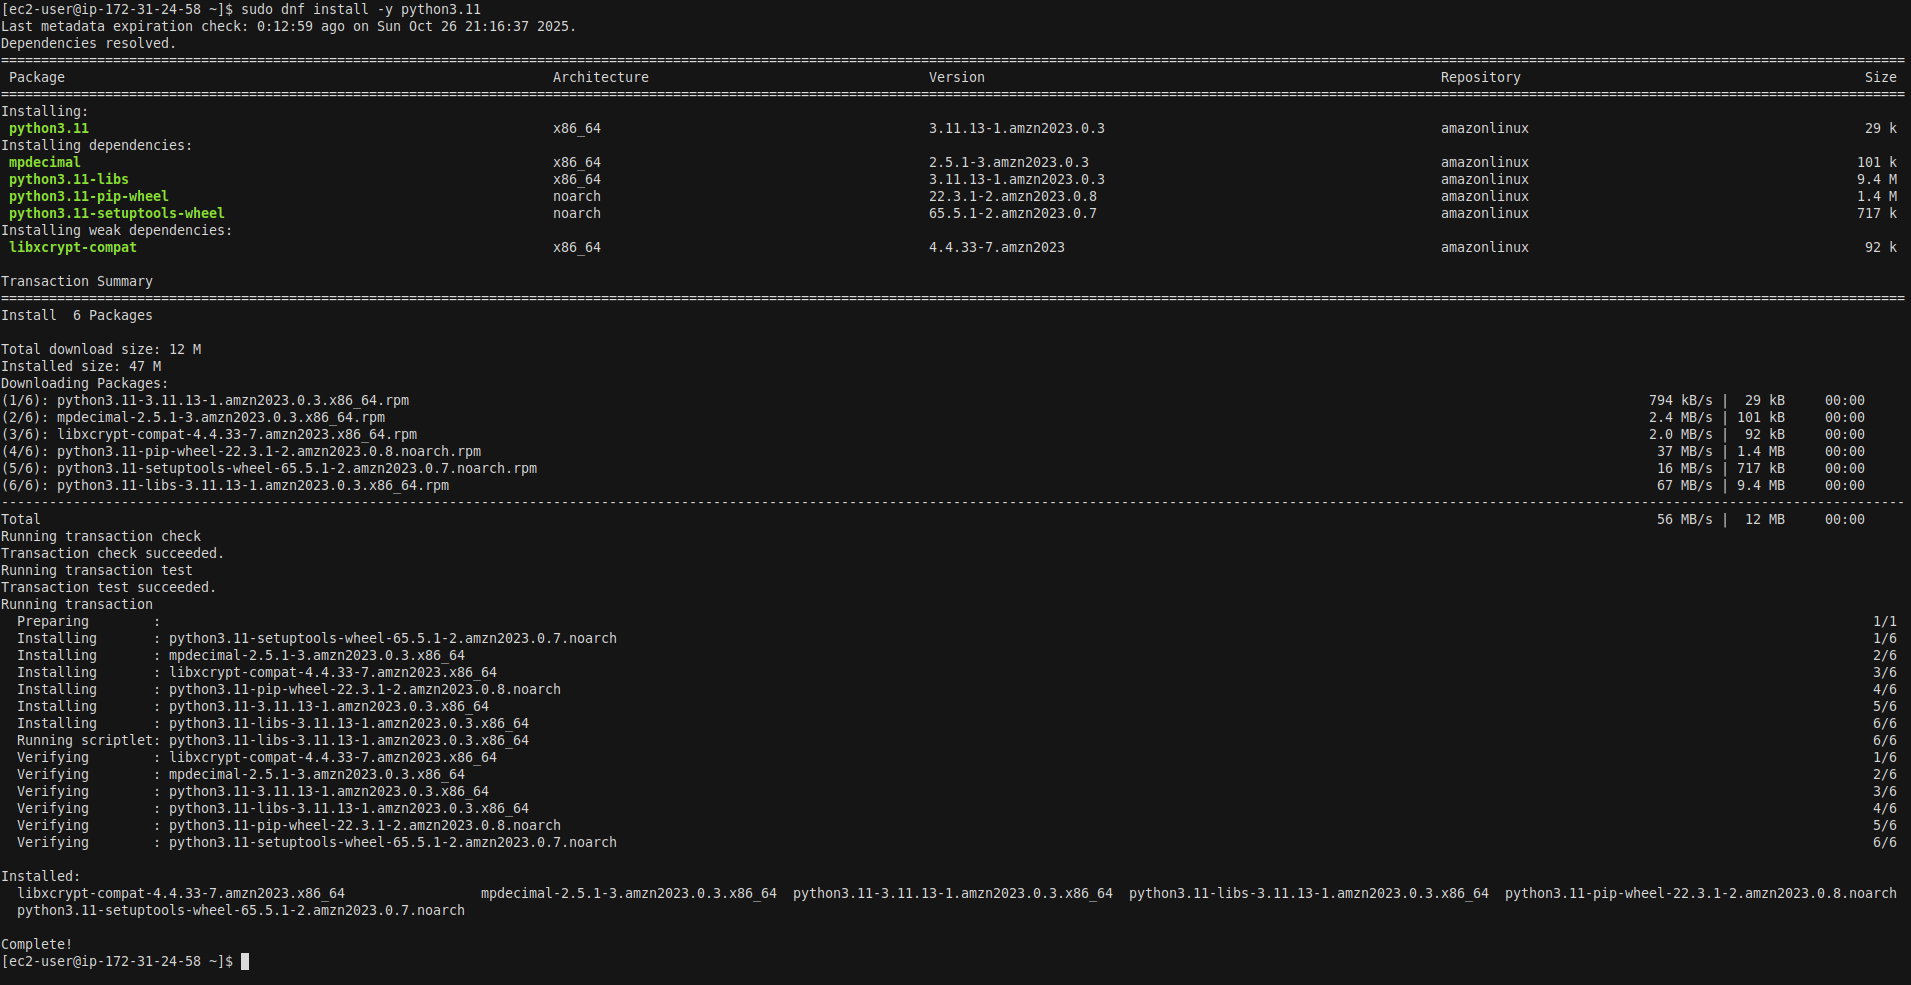 [ec2-user@ip-172-31-24-58 ~]$ sudo dnf install -y python3.11
Last metadata expiration check: 0:12:59 ago on Sun Oct 26 21:16:37 2025.
Dependencies resolved.
================================================================================
Package Architecture Version Repository Size
================================================================================
Installing:
python3.11 x86_64 3.11.13-1.amzn2023.0.3 amazonlinux 29 k
Installing dependencies:
mpdecimal x86_64 2.5.1-3.amzn2023.0.3 amazonlinux 101 k
python3.11-libs x86_64 3.11.13-1.amzn2023.0.3 amazonlinux 9.4 M
python3.11-pip-wheel noarch 22.3.1-2.amzn2023.0.8 amazonlinux 1.4 M
python3.11-setuptools-wheel noarch 65.5.1-2.amzn2023.0.7 amazonlinux 717 k
Installing weak dependencies:
libxcrypt-compat x86_64 4.4.33-7.amzn2023 amazonlinux 92 k
Transaction Summary
================================================================================
Install 6 Packages
Total download size: 12 M
Installed size: 47 M
Downloading Packages:
(1/6): python3.11-3.11.13-1.amzn2023.0.3.x86_64.rpm 794 kB/s | 29 kB 00:00
(2/6): mpdecimal-2.5.1-3.amzn2023.0.3.x86_64.rpm 2.4 MB/s | 101 kB 00:00
(3/6): libxcrypt-compat-4.4.33-7.amzn2023.x86_64.rpm 2.0 MB/s | 92 kB 00:00
(4/6): python3.11-pip-wheel-22.3.1-2.amzn2023.0.8.noarch.rpm 37 MB/s | 1.4 MB 00:00
(5/6): python3.11-setuptools-wheel-65.5.1-2.amzn2023.0.7.noarch.rpm 16 MB/s | 717 kB 00:00
(6/6): python3.11-libs-3.11.13-1.amzn2023.0.3.x86_64.rpm 67 MB/s | 9.4 MB 00:00
--------------------------------------------------------------------------------
Total 56 MB/s | 12 MB 00:00
Running transaction check
Transaction check succeeded.
Running transaction test
Transaction test succeeded.
Running transaction
Preparing : 1/1
Installing : python3.11-setuptools-wheel-65.5.1-2.amzn2023.0.7.noarch 1/6
Installing : mpdecimal-2.5.1-3.amzn2023.0.3.x86_64 2/6
Installing : libxcrypt-compat-4.4.33-7.amzn2023.x86_64 3/6
Installing : python3.11-pip-wheel-22.3.1-2.amzn2023.0.8.noarch 4/6
Installing : python3.11-3.11.13-1.amzn2023.0.3.x86_64 5/6
Installing : python3.11-libs-3.11.13-1.amzn2023.0.3.x86_64 6/6
Running scriptlet: python3.11-libs-3.11.13-1.amzn2023.0.3.x86_64 6/6
Verifying : libxcrypt-compat-4.4.33-7.amzn2023.x86_64 1/6
Verifying : mpdecimal-2.5.1-3.amzn2023.0.3.x86_64 2/6
Verifying : python3.11-3.11.13-1.amzn2023.0.3.x86_64 3/6
Verifying : python3.11-libs-3.11.13-1.amzn2023.0.3.x86_64 4/6
Verifying : python3.11-pip-wheel-22.3.1-2.amzn2023.0.8.noarch 5/6
Verifying : python3.11-setuptools-wheel-65.5.1-2.amzn2023.0.7.noarch 6/6
Installed:
libxcrypt-compat-4.4.33-7.amzn2023.x86_64 mpdecimal-2.5.1-3.amzn2023.0.3.x86_64 python3.11-3.11.13-1.amzn2023.0.3.x86_64 python3.11-libs-3.11.13-1.amzn2023.0.3.x86_64 python3.11-pip-wheel-22.3.1-2.amzn2023.0.8.noarch
python3.11-setuptools-wheel-65.5.1-2.amzn2023.0.7.noarch
Complete!
[ec2-user@ip-172-31-24-58 ~]$